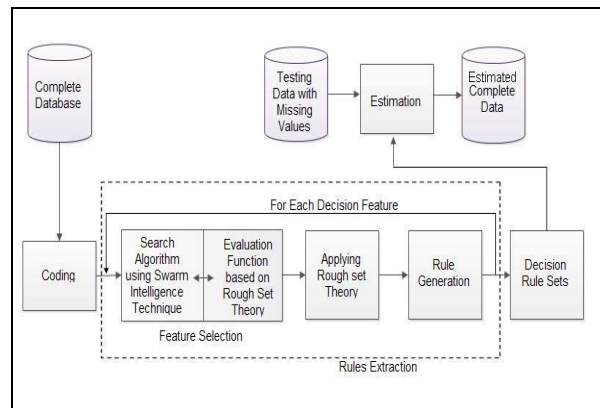 Complete
Database
Testing
Data with
Missing
Values
Estimation
Estimated
Complete
Data
For Each Decision Feature
Coding
Search
Algorithm
using Swarm
Intelligence
Technique
Evaluation
Function
based on
Rough Set
Theory
Applying
Rough set
Theory
Rule
Generation
Decision
Rule Sets
Feature Selection
Rules Extraction